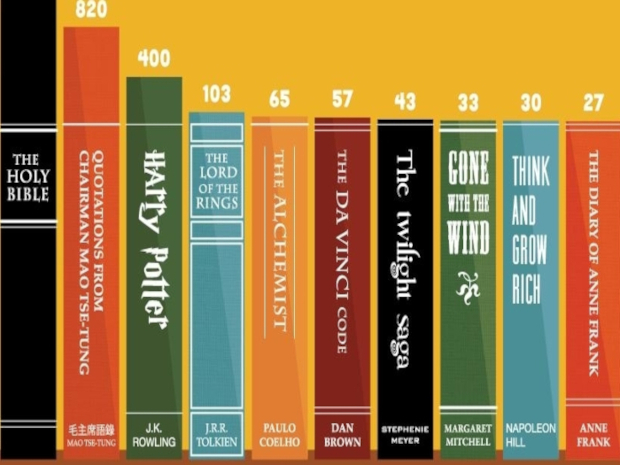 820
400
103
65
57
43
33
30
27
THE
HOLY
BIBLE
QUOTATIONS FROM
CHAIRMAN MAO TSE-TUNG
毛主席語錄
MAO TSE-TUNG
Harry Potter
J.K.
ROWLING
THE
LORD
OF THE
RINGS
J.R.R.
TOLKIEN
THE ALCHEMIST
PAULO
COELHO
THE DA VINCI CODE
DAN
BROWN
The twilight saga
STEPHENIE
MEYER
GONE
WITH THE
WIND
MARGARET
MITCHELL
THINK
AND
GROW
RICH
NAPOLEON
HILL
THE DIARY OF ANNE FRANK
ANNE
FRANK